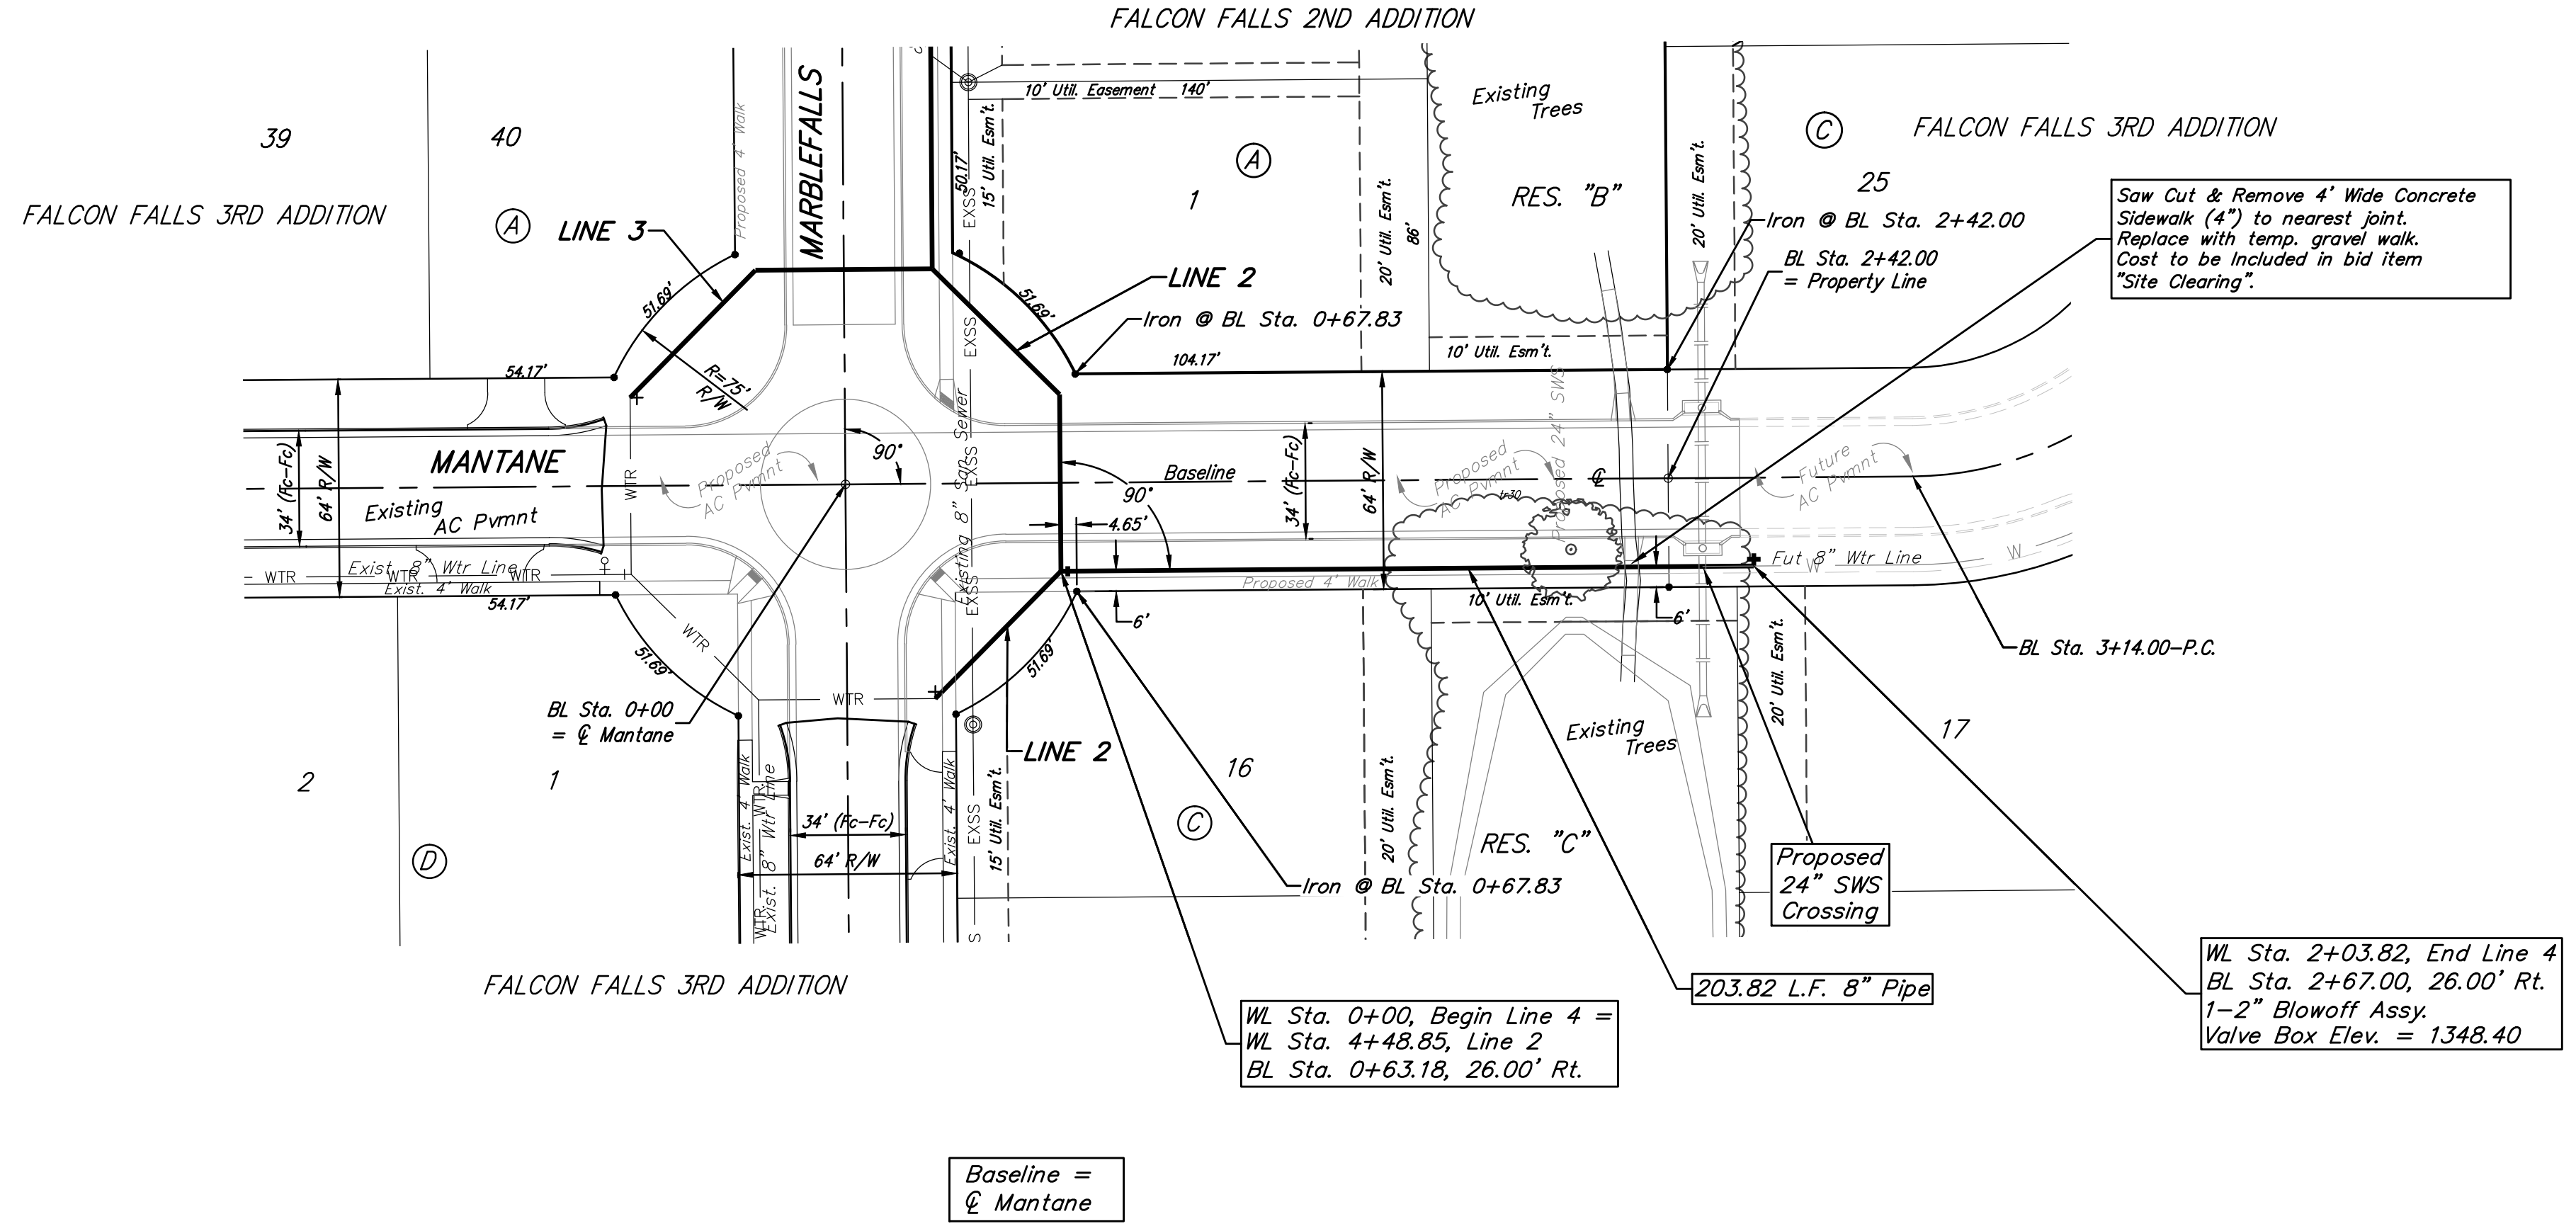 FALCON FALLS 2ND ADDITION
39
40
FALCON FALLS 3RD ADDITION
A
LINE 3
Proposed 4' Walk
MARBLEFALLS
50.17'
EXSS
15' Util. Esm't.
10' Util. Easement 140'
A
1
20' Util. Esm't.
86'
Existing
Trees
RES. "B"
20' Util. Esm't.
C
FALCON FALLS 3RD ADDITION
25
Iron @ BL Sta. 2+42.00
BL Sta. 2+42.00
= Property Line
Saw Cut & Remove 4' Wide Concrete
Sidewalk (4") to nearest joint.
Replace with temp. gravel walk.
Cost to be Included in bid item
"Site Clearing".
51.69'
R=75'
R/W
51.69'
LINE 2
Iron @ BL Sta. 0+67.83
EXSS
104.17'
10' Util. Esm't.
54.17'
34' (Fc-Fc)
64' R/W
MANTANE
Existing
AC Pvmnt
WTR
Proposed
AC Pvmnt
90°
Existing 8" San Sewer
EXSS
EXSS
Baseline
90°
34' (Fc-Fc)
64' R/W
Proposed
AC Pvmnt
tr30
Proposed 24" SWS
℄
Future
AC Pvmnt
4.65'
Exist. 8" Wtr Line
WTR
WTR
WTR
Exist. 4' Walk
54.17'
Proposed 4' Walk
6'
10' Util. Esm't.
6'
Fut 8" Wtr Line
W
W
BL Sta. 3+14.00-P.C.
WTR
51.69'
51.69'
WTR
BL Sta. 0+00
= ℄ Mantane
LINE 2
2
1
D
Exist. 4' Walk
WTR
WTR
Exist. 8" Wtr Line
34' (Fc-Fc)
64' R/W
Exist. 4' Walk
EXSS
15' Util. Esm't.
16
C
20' Util. Esm't.
Existing
Trees
RES. "C"
20' Util. Esm't.
17
Iron @ BL Sta. 0+67.83
Proposed
24" SWS
Crossing
FALCON FALLS 3RD ADDITION
203.82 L.F. 8" Pipe
WL Sta. 0+00, Begin Line 4 =
WL Sta. 4+48.85, Line 2
BL Sta. 0+63.18, 26.00' Rt.
WL Sta. 2+03.82, End Line 4
BL Sta. 2+67.00, 26.00' Rt.
1-2" Blowoff Assy.
Valve Box Elev. = 1348.40
Baseline =
℄ Mantane